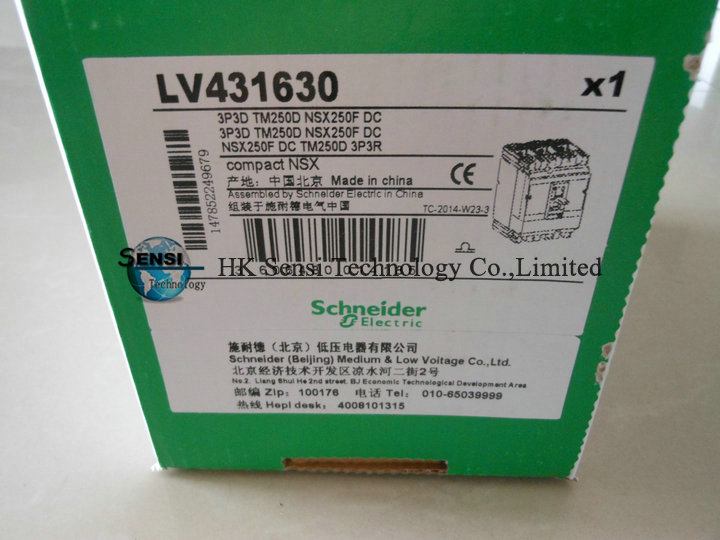 LV431630 x1
3P3D TM250D NSX250F DC
3P3D TM250D NSX250F DC
NSX250F DC TM250D 3P3R
compact NSX
产地: 中国北京 Made in china
Assembled by Schneider Electric in China
组装于施耐德电气中国
TC-2014-W23-3
147852249679
SENSI
Technology
HK Sensi Technology Co.,Limited
Schneider
Electric
施耐德（北京）低压电器有限公司
Schneider (Beijing) Medium & Low Voltage Co.,Ltd.
北京经济技术开发区凉水河二街2号
No.2, Liang Shui He 2nd street, BJ Economic Technological Development Area
邮编 Zip: 100176 电话 Tel: 010-65039999
热线 Hepl desk: 4008101315